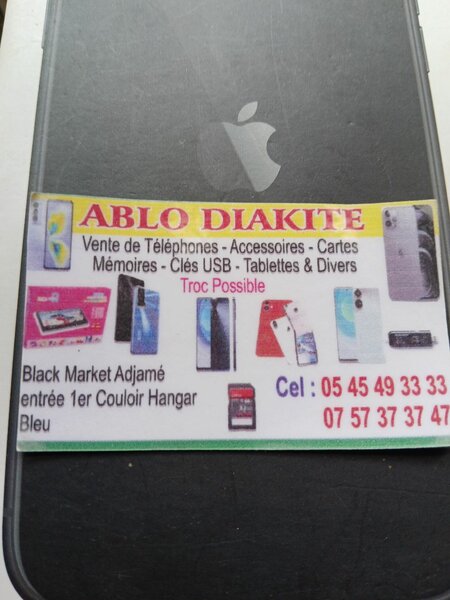 ABLO DIAKITE
Vente de Téléphones - Accessoires - Cartes
Mémoires - Clés USB - Tablettes & Divers
Troc Possible
Black Market Adjamé
entrée 1er Couloir Hangar
Bleu
Cel : 05 45 49 33 33
07 57 37 37 47